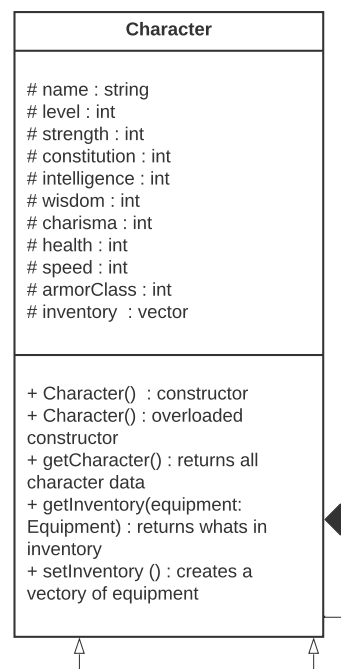 Character
# name : string
# level : int
# strength : int
# constitution : int
# intelligence : int
# wisdom : int
# charisma : int
# health : int
# speed : int
# armorClass : int
# inventory  : vector
+ Character()  : constructor
+ Character() : overloaded
constructor
+ getCharacter() : returns all
character data
+ getInventory(equipment:
Equipment) : returns whats in
inventory
+ setInventory () : creates a
vectory of equipment